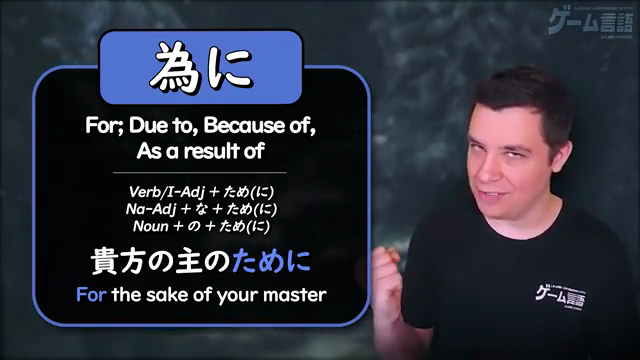 為に
For; Due to, Because of,
As a result of
Verb/I-Adj + ため(に)
Na-Adj + な + ため(に)
Noun + の + ため(に)
貴方の主のために
For the sake of your master
ゲーム言語
ゲーム言語